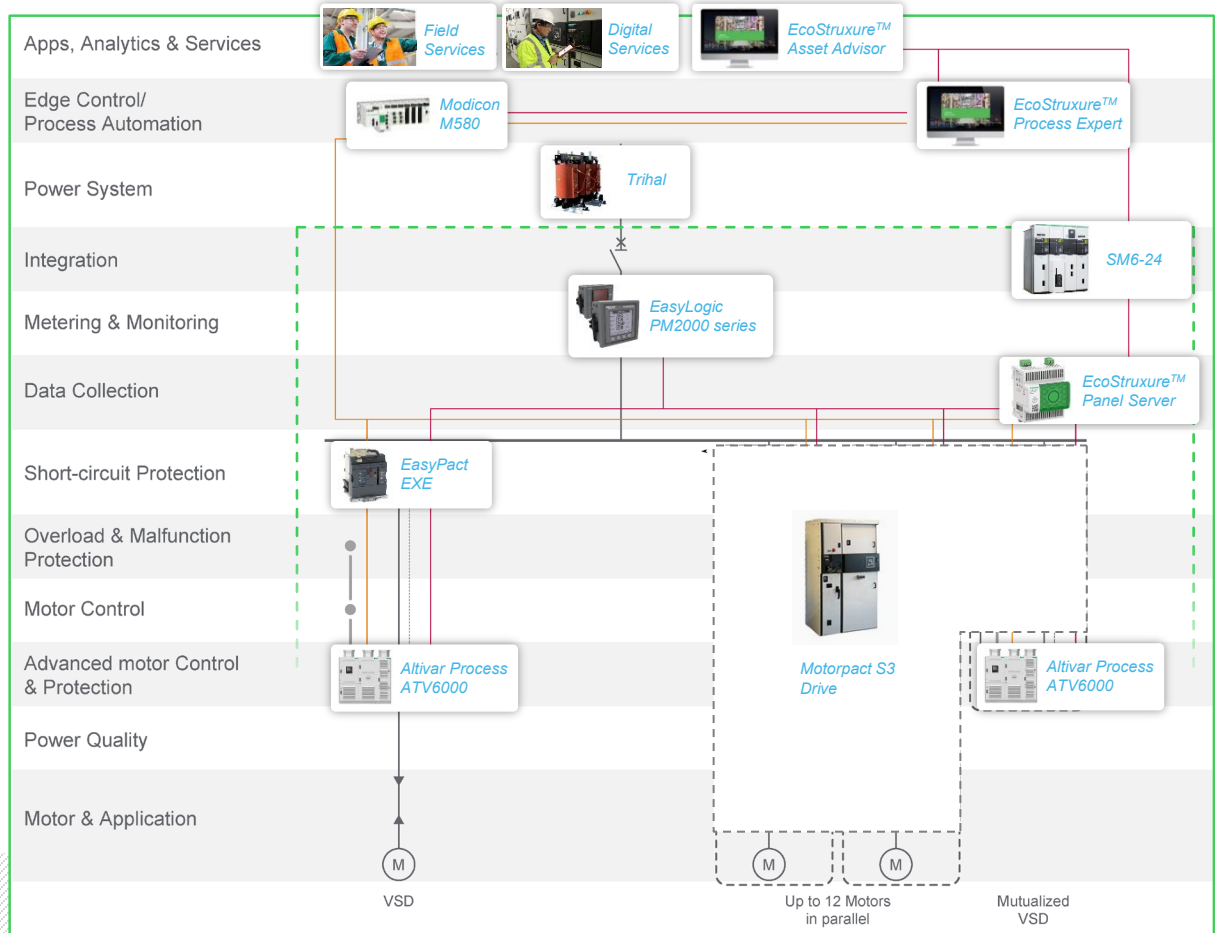 Apps, Analytics & Services
Field
Services
Digital
Services
EcoStruxure™
Asset Advisor
Edge Control/
Process Automation
Modicon
M580
EcoStruxure™
Process Expert
Power System
Trihal
Integration
SM6-24
Metering & Monitoring
EasyLogic
PM2000 series
Data Collection
EcoStruxure™
Panel Server
Short-circuit Protection
EasyPact
EXE
Overload & Malfunction
Protection
Motor Control
Advanced motor Control
& Protection
Altivar Process
ATV6000
Motorpact S3
Drive
Altivar Process
ATV6000
Power Quality
Motor & Application
M
M
M
VSD
Up to 12 Motors
in parallel
Mutualized
VSD